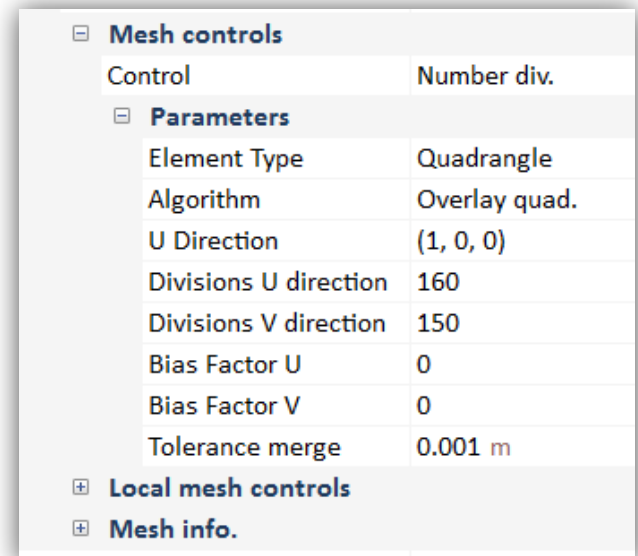 Mesh controls
Control Number div.
Parameters
Element Type Quadrangle
Algorithm Overlay quad.
U Direction (1, 0, 0)
Divisions U direction 160
Divisions V direction 150
Bias Factor U 0
Bias Factor V 0
Tolerance merge 0.001 m
Local mesh controls
Mesh info.